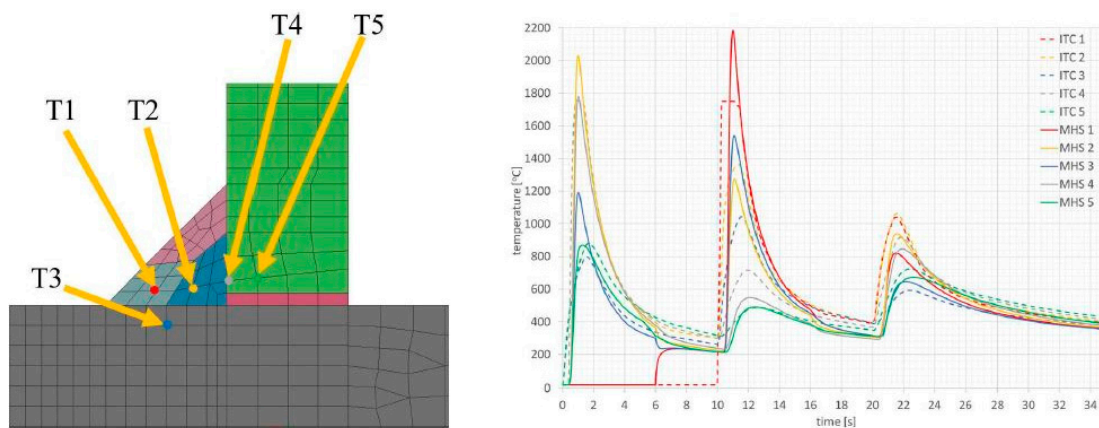 T1
T2
T3
T4
T5
2200
2000
1800
1600
1400
1200
1000
800
600
400
200
0
temperature [°C]
0 2 4 6 8 10 12 14 16 18 20 22 24 26 28 30 32 34
time [s]
ITC 1
ITC 2
ITC 3
ITC 4
ITC 5
MHS 1
MHS 2
MHS 3
MHS 4
MHS 5